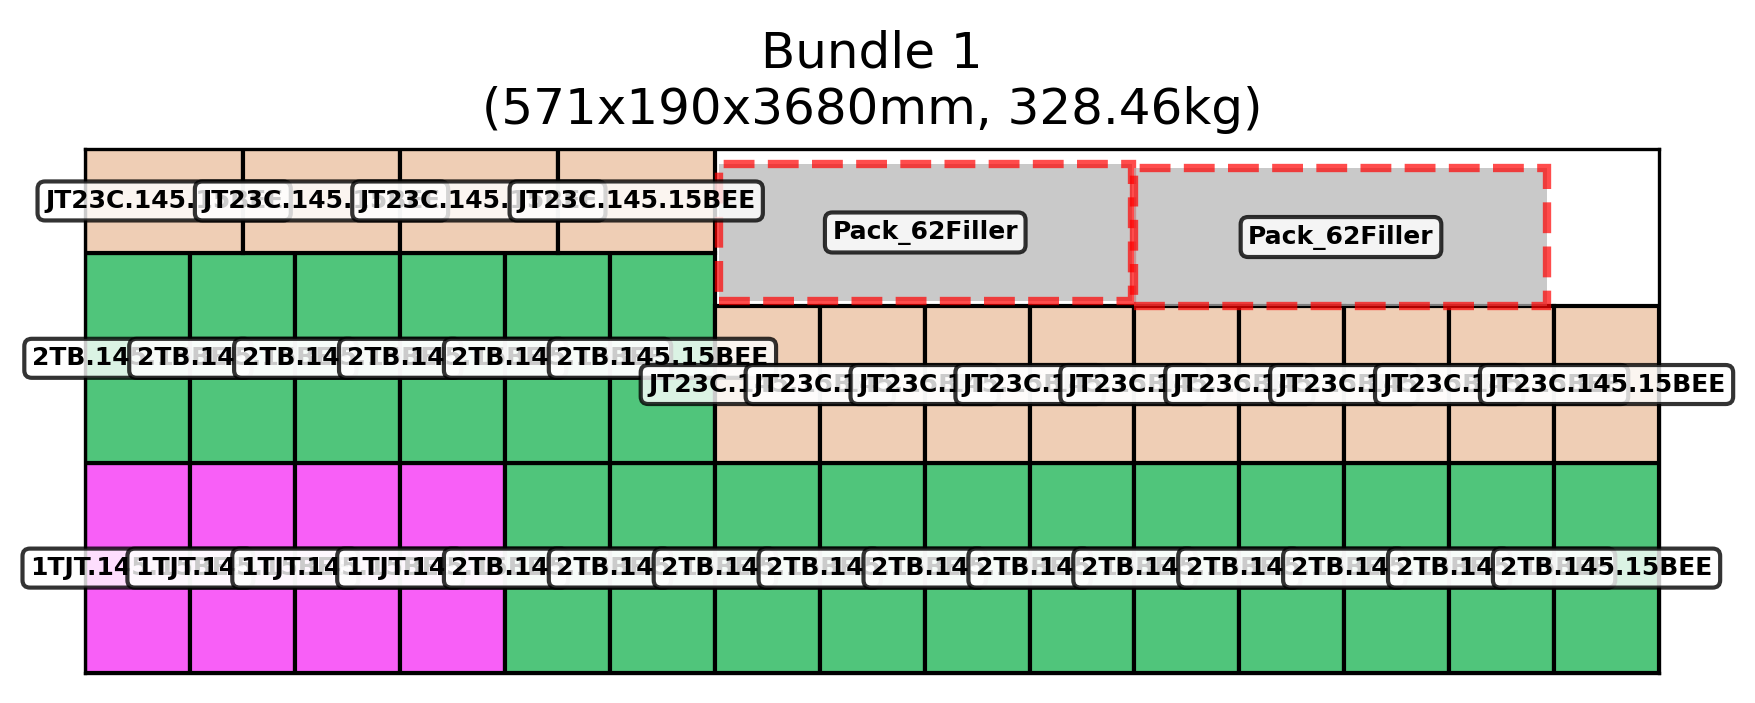 Bundle 1
(571x190x3680mm, 328.46kg)
JT23C.145. JT23C.145. JT23C.145. JT23C.145.15BEE
Pack_62Filler
Pack_62Filler
2TB.14 2TB.14 2TB.14 2TB.14 2TB.14 2TB.145.15BEE
JT23C.1 JT23C.1 JT23C.1 JT23C.1 JT23C.1 JT23C.1 JT23C.1 JT23C.1 JT23C.145.15BEE
1TJT.14 1TJT.14 1TJT.14 1TJT.14 2TB.14 2TB.14 2TB.14 2TB.14 2TB.14 2TB.14 2TB.14 2TB.14 2TB.14 2TB.14 2TB.145.15BEE